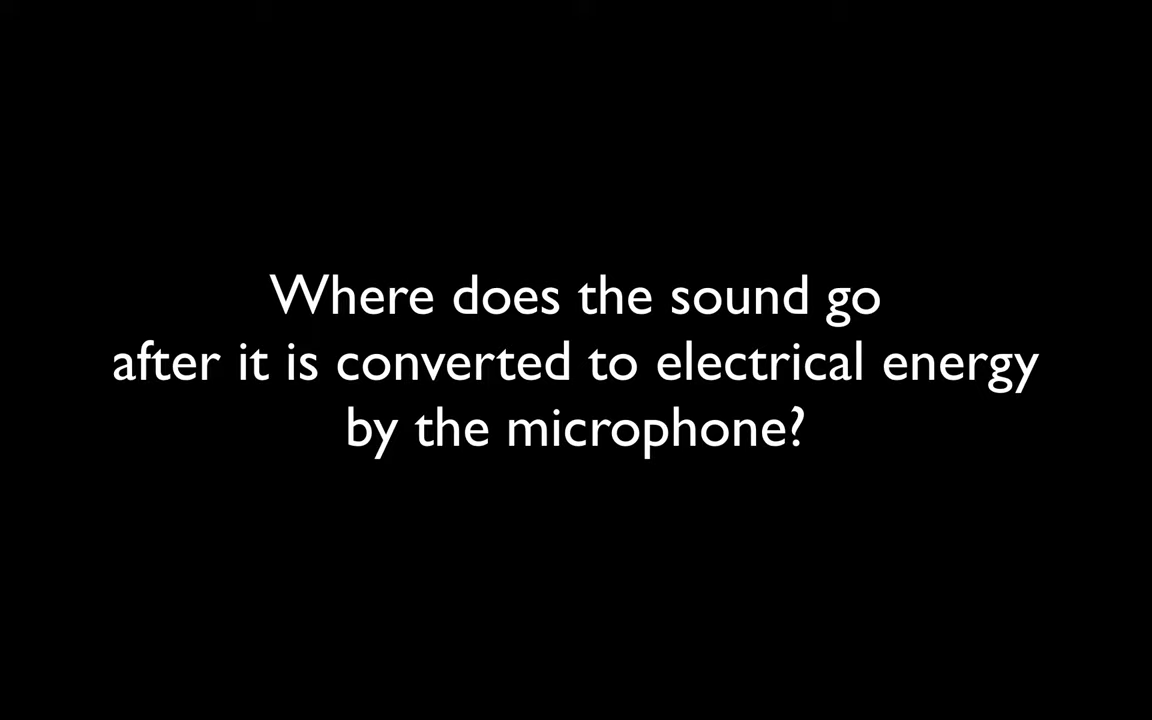 Where does the sound go
after it is converted to electrical energy
by the microphone?